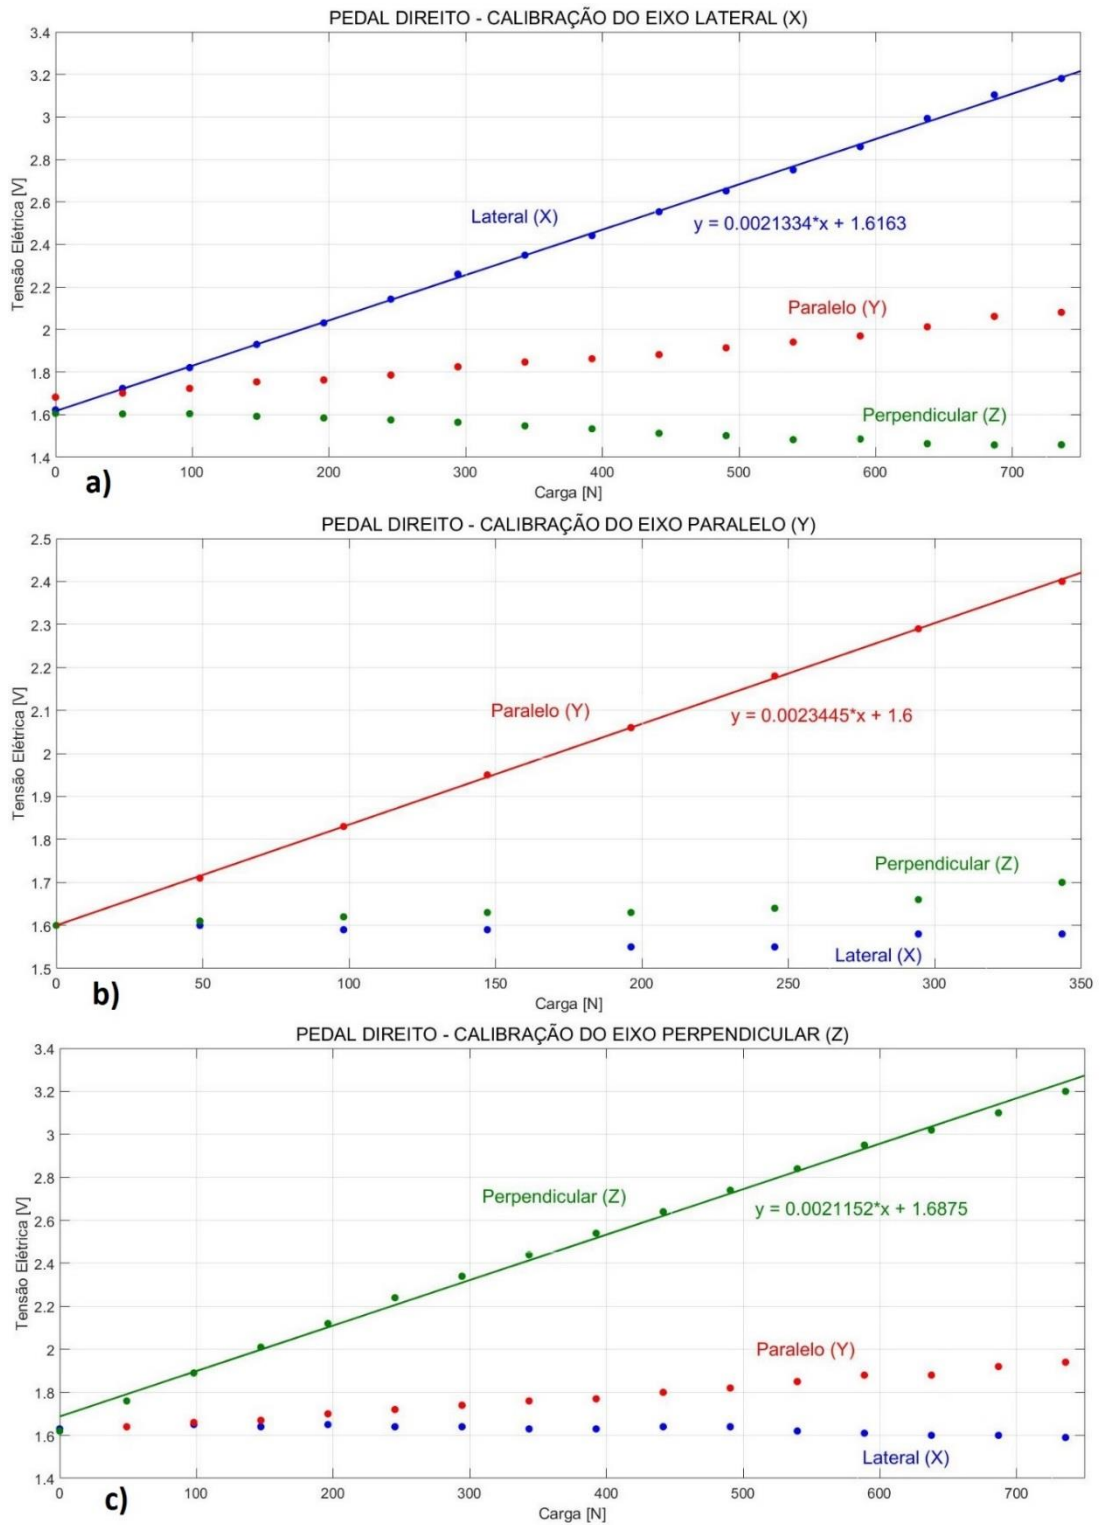 PEDAL DIREITO - CALIBRAÇÃO DO EIXO LATERAL (X)
3.4
3.2
3
2.8
2.6
2.4
2.2
2
1.8
1.6
1.4
Tensão Elétrica [V]
Lateral (X)
y = 0.0021334*x + 1.6163
Paralelo (Y)
Perpendicular (Z)
0 100 200 300 400 500 600 700
Carga [N]
a)
PEDAL DIREITO - CALIBRAÇÃO DO EIXO PARALELO (Y)
2.5
2.4
2.3
2.2
2.1
2
1.9
1.8
1.7
1.6
1.5
Tensão Elétrica [V]
Paralelo (Y)
y = 0.0023445*x + 1.6
Perpendicular (Z)
Lateral (X)
0 50 100 150 200 250 300 350
Carga [N]
b)
PEDAL DIREITO - CALIBRAÇÃO DO EIXO PERPENDICULAR (Z)
3.4
3.2
3
2.8
2.6
2.4
2.2
2
1.8
1.6
1.4
Tensão Elétrica [V]
Perpendicular (Z)
y = 0.0021152*x + 1.6875
Paralelo (Y)
Lateral (X)
0 100 200 300 400 500 600 700
Carga [N]
c)